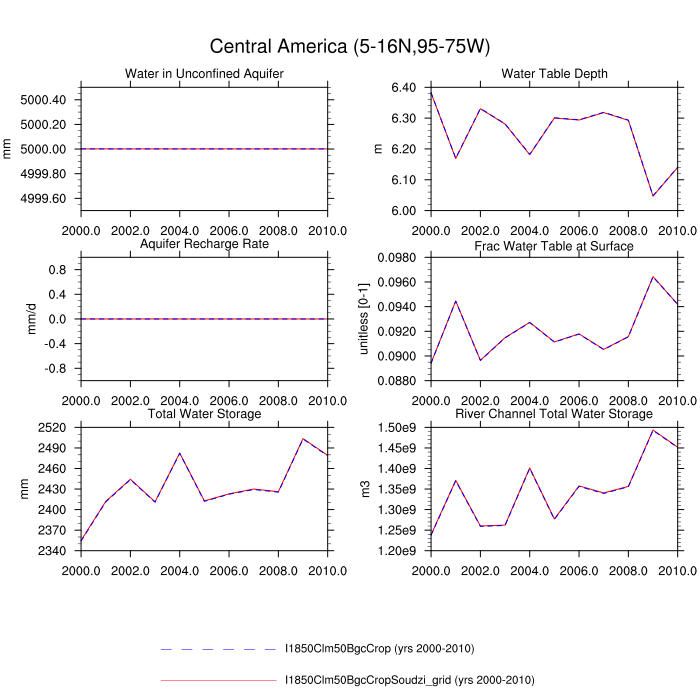 Central America (5-16N,95-75W)
Water in Unconfined Aquifer
5000.40
5000.20
5000.00
4999.80
4999.60
mm
2000.0 2002.0 2004.0 2006.0 2008.0 2010.0
Water Table Depth
6.40
6.30
6.20
6.10
6.00
m
2000.0 2002.0 2004.0 2006.0 2008.0 2010.0
Aquifer Recharge Rate
0.8
0.4
0.0
-0.4
-0.8
mm/d
2000.0 2002.0 2004.0 2006.0 2008.0 2010.0
Frac Water Table at Surface
0.0980
0.0960
0.0940
0.0920
0.0900
0.0880
unitless [0-1]
2000.0 2002.0 2004.0 2006.0 2008.0 2010.0
Total Water Storage
2520
2490
2460
2430
2400
2370
2340
mm
2000.0 2002.0 2004.0 2006.0 2008.0 2010.0
River Channel Total Water Storage
1.50e9
1.45e9
1.40e9
1.35e9
1.30e9
1.25e9
1.20e9
m3
2000.0 2002.0 2004.0 2006.0 2008.0 2010.0
I1850Clm50BgcCrop (yrs 2000-2010)
I1850Clm50BgcCropSoudzi_grid (yrs 2000-2010)